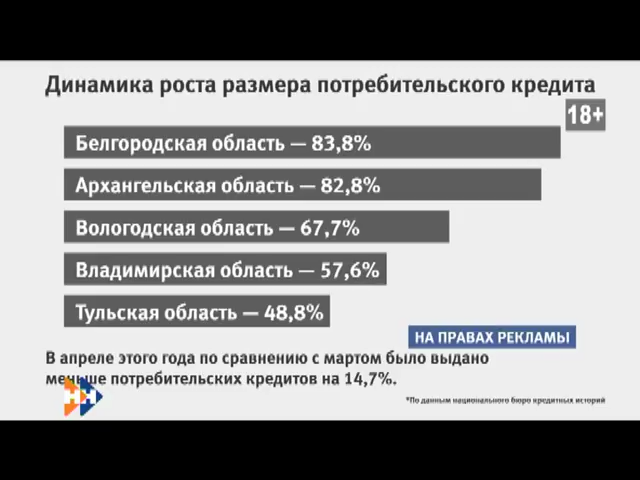 Динамика роста размера потребительского кредита
18+
Белгородская область — 83,8%
Архангельская область — 82,8%
Вологодская область — 67,7%
Владимирская область — 57,6%
Тульская область — 48,8%
НА ПРАВАХ РЕКЛАМЫ
В апреле этого года по сравнению с мартом было выдано
меньше потребительских кредитов на 14,7%.
НН
*По данным национального бюро кредитных историй